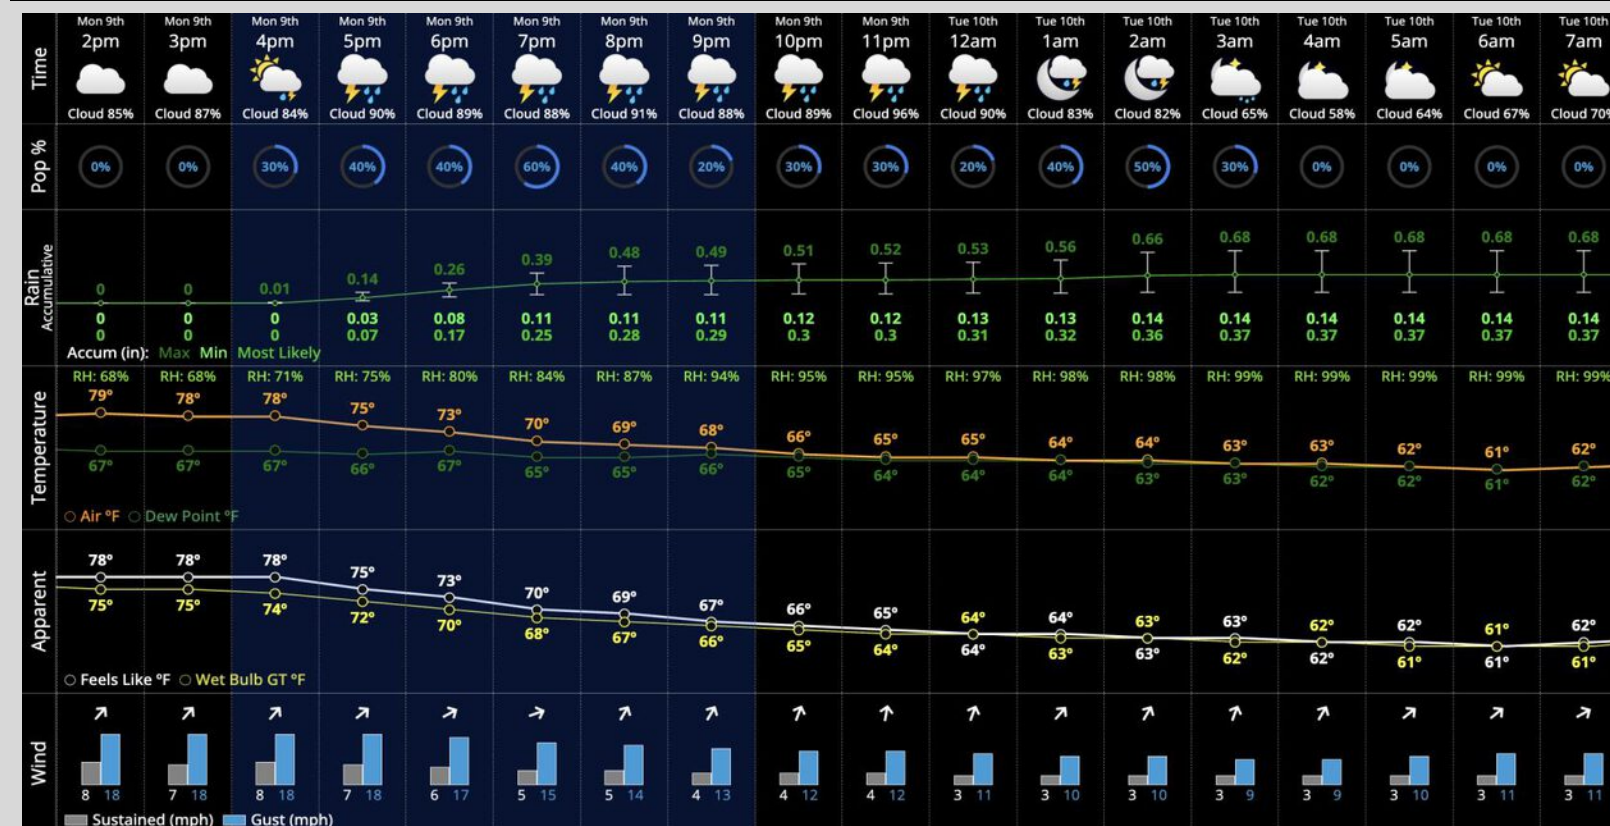 Time
Mon 9th Mon 9th Mon 9th Mon 9th Mon 9th Mon 9th Mon 9th Mon 9th Mon 9th Mon 9th Tue 10th Tue 10th Tue 10th Tue 10th Tue 10th Tue 10th Tue 10th Tue 10th
2pm 3pm 4pm 5pm 6pm 7pm 8pm 9pm 10pm 11pm 12am 1am 2am 3am 4am 5am 6am 7am
Cloud 85% Cloud 87% Cloud 84% Cloud 90% Cloud 89% Cloud 88% Cloud 91% Cloud 88% Cloud 89% Cloud 96% Cloud 90% Cloud 83% Cloud 82% Cloud 65% Cloud 58% Cloud 64% Cloud 67% Cloud 70%
Pop %
0% 0% 30% 40% 40% 60% 40% 20% 30% 30% 20% 40% 50% 30% 0% 0% 0% 0%
Rain
Accumulative
0 0 0.01 0.14 0.26 0.39 0.48 0.49 0.51 0.52 0.53 0.56 0.66 0.68 0.68 0.68 0.68 0.68
0 0 0 0.03 0.08 0.11 0.11 0.11 0.12 0.12 0.13 0.13 0.14 0.14 0.14 0.14 0.14 0.14
0 0 0 0.07 0.17 0.25 0.28 0.29 0.3 0.3 0.31 0.32 0.36 0.37 0.37 0.37 0.37 0.37
Accum (in): Max Min Most Likely
Temperature
RH: 68% RH: 68% RH: 71% RH: 75% RH: 80% RH: 84% RH: 87% RH: 94% RH: 95% RH: 95% RH: 97% RH: 98% RH: 98% RH: 99% RH: 99% RH: 99% RH: 99% RH: 99%
79° 78° 78° 75° 73° 70° 69° 68° 66° 65° 65° 64° 64° 63° 63° 62° 61° 62°
67° 67° 67° 66° 67° 65° 65° 66° 65° 64° 64° 64° 63° 63° 62° 62° 61° 62°
Air °F Dew Point °F
Apparent
78° 78° 78° 75° 73° 70° 69° 67° 66° 65° 64° 64° 63° 63° 62° 62° 61° 62°
75° 75° 74° 72° 70° 68° 67° 66° 65° 64° 64° 63° 63° 62° 62° 61° 61° 61°
Feels Like °F Wet Bulb GT °F
Wind
8 18 7 18 8 18 7 18 6 17 5 15 5 14 4 13 4 12 4 12 3 11 3 10 3 10 3 9 3 9 3 10 3 11 3 11
Sustained (mph) Gust (mph)